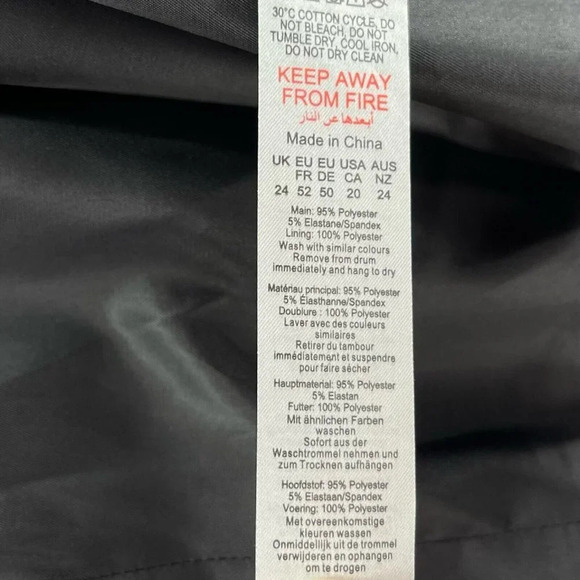 30°C COTTON CYCLE, DO
NOT BLEACH, DO NOT
TUMBLE DRY, COOL IRON,
DO NOT DRY CLEAN
KEEP AWAY
FROM FIRE
أبعدها عن النار
Made in China
UK EU EU USA AUS
FR DE CA NZ
24 52 50 20 24
Main: 95% Polyester
5% Elastane/Spandex
Lining: 100% Polyester
Wash with similar colours
Remove from drum
immediately and hang to dry
Matériau principal: 95% Polyester
5% Élasthanne/Spandex
Doublure : 100% Polyester
Laver avec des couleurs
similaires
Retirer du tambour
immédiatement et suspendre
pour faire sécher
Hauptmaterial: 95% Polyester
5% Elastan
Futter: 100% Polyester
Mit ähnlichen Farben
waschen
Sofort aus der
Waschtrommel nehmen und
zum Trocknen aufhängen
Hoofdstof: 95% Polyester
5% Elastaan/Spandex
Voering: 100% Polyester
Met overeenkomstige
kleuren wassen
Onmiddellijk uit de trommel
verwijderen en ophangen
om te drogen